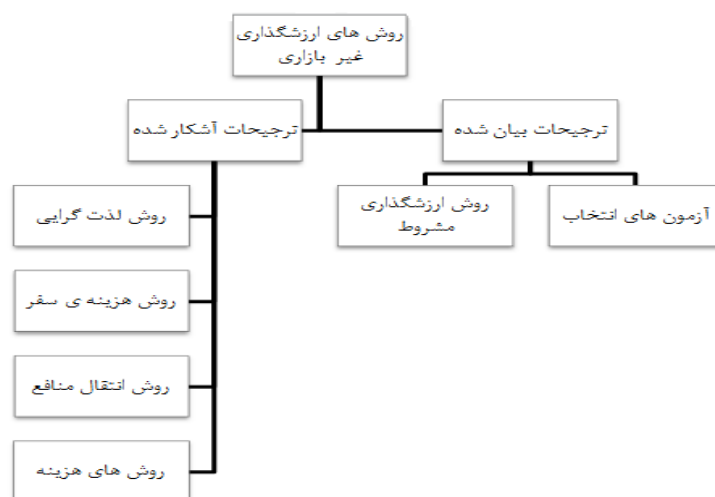 روش های ارزشگذاری
غیر بازاری
ترجیحات بیان شده
ترجیحات آشکار شده
آزمون های انتخاب
روش ارزشگذاری
مشروط
روش لذت گرایی
روش هزینه ی سفر
روش انتقال منافع
روش های هزینه